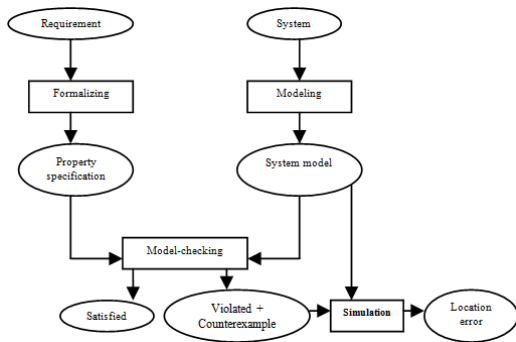 Requirement
System
Formalizing
Modeling
Property
specification
System model
Model-checking
Satisfied
Violated +
Counterexample
Simulation
Location
error